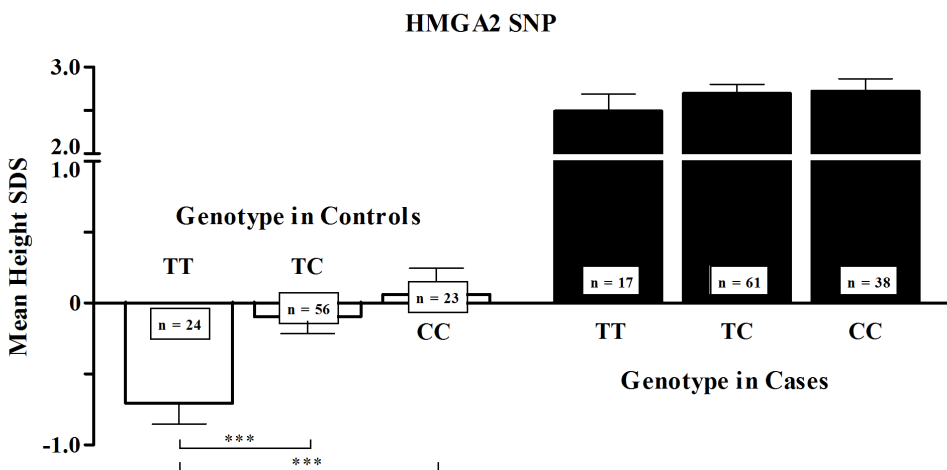 HMGA2 SNP
Mean Height SDS
3.0
2.0
1.0
0
-1.0
Genotype in Controls
TT
TC
CC
n = 24
n = 56
n = 23
***
***
n = 17
n = 61
n = 38
TT
TC
CC
Genotype in Cases